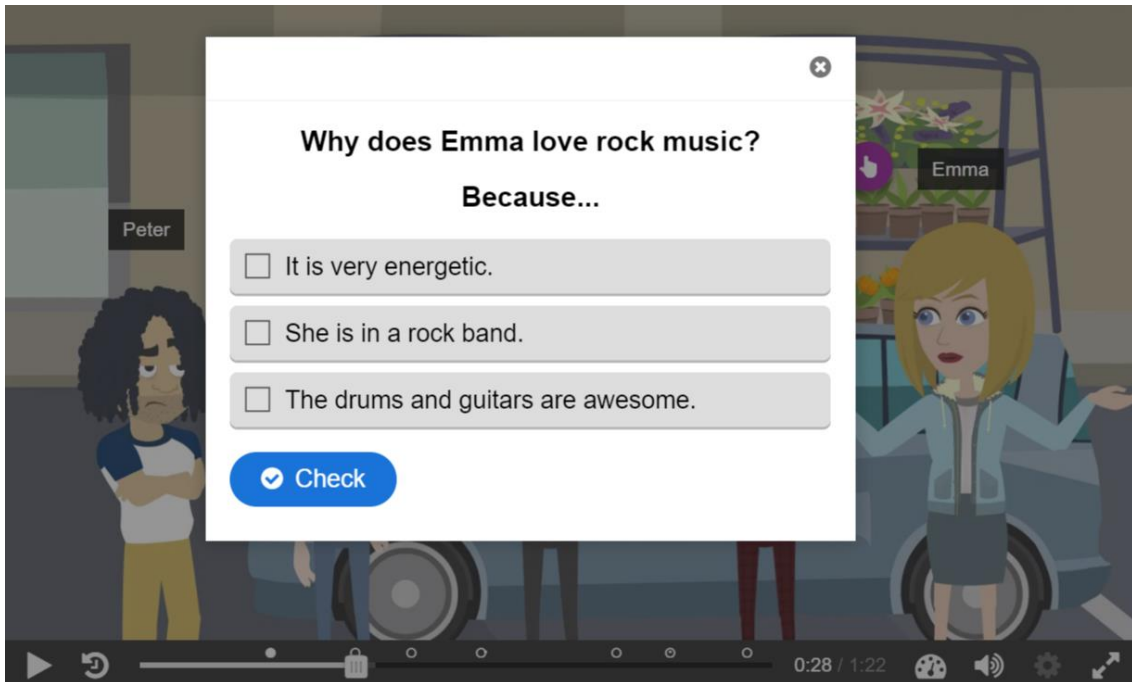 Why does Emma love rock music?
Because...
Emma
Peter
It is very energetic.
She is in a rock band.
The drums and guitars are awesome.
Check
0:28 / 1:22